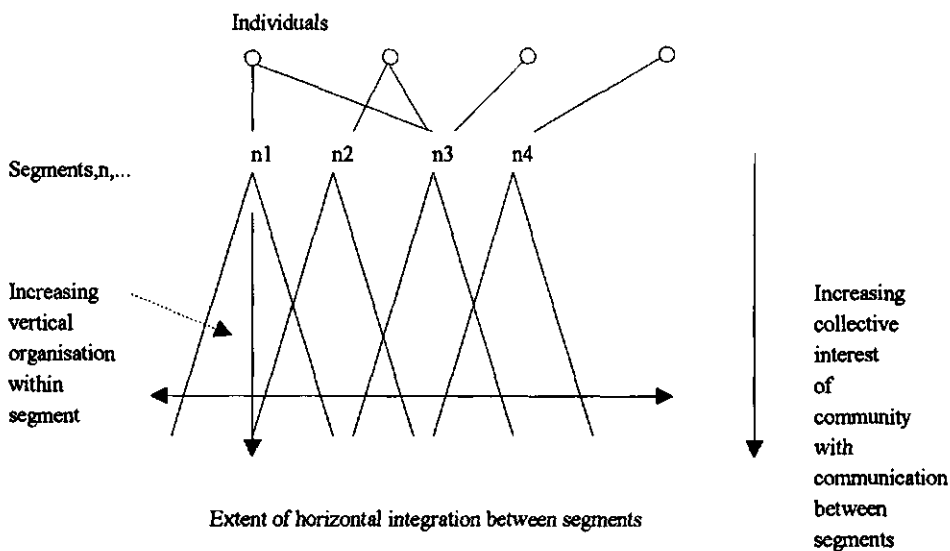 Individuals
n1 n2 n3 n4
Segments,n,...
Increasing
vertical
organisation
within
segment
Increasing
collective
interest
of
community
with
communication
between
segments
Extent of horizontal integration between segments